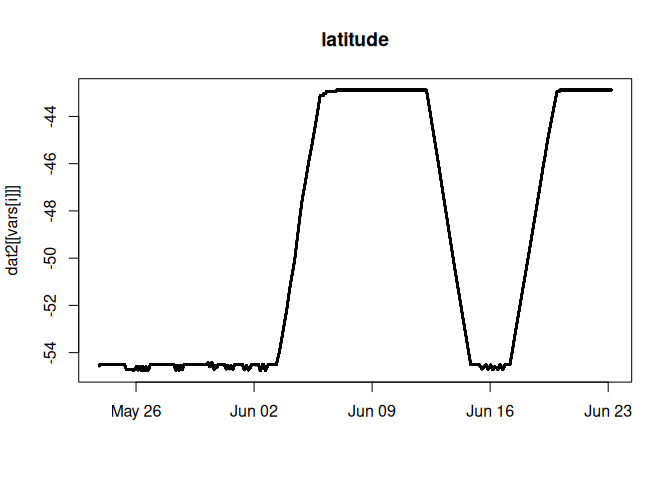 latitude
dat2[[vars[i]]]
-44
-46
-48
-50
-52
-54
May 26
Jun 02
Jun 09
Jun 16
Jun 23